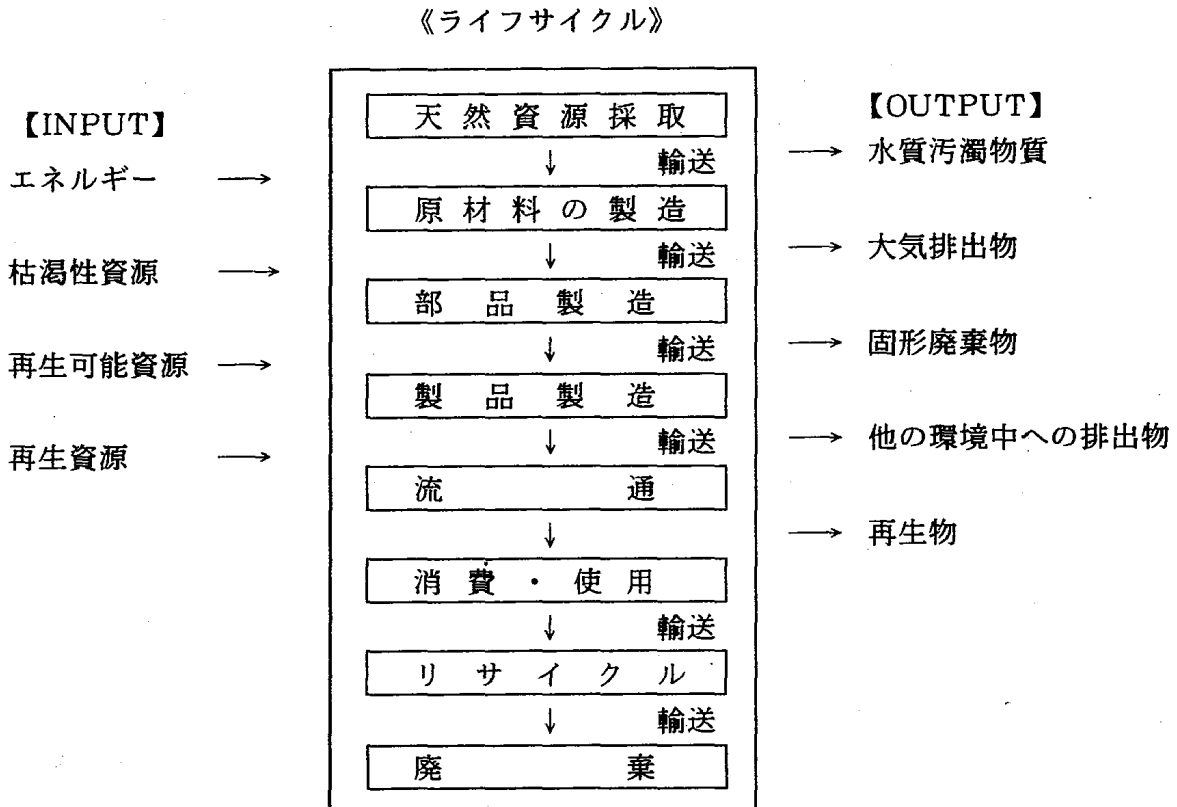 《ライフサイクル》
【INPUT】
エネルギー →
枯渇性資源 →
再生可能資源 →
再生資源 →
天然資源採取
↓ 輸送
原材料の製造
↓ 輸送
部品製造
↓ 輸送
製品製造
↓ 輸送
流通
↓
消費・使用
↓ 輸送
リサイクル
↓ 輸送
廃棄
【OUTPUT】
→ 水質汚濁物質
→ 大気排出物
→ 固形廃棄物
→ 他の環境中への排出物
→ 再生物